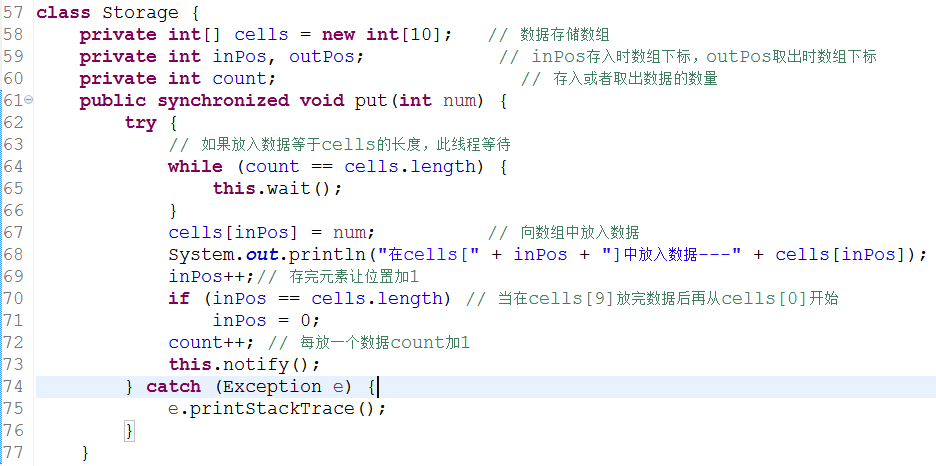 57 class Storage {
58     private int[] cells = new int[10];   // 数据存储数组
59     private int inPos, outPos;             // inPos存入时数组下标，outPos取出时数组下标
60     private int count;                       // 存入或者取出数据的数量
61     public synchronized void put(int num) {
62         try {
63             // 如果放入数据等于cells的长度，此线程等待
64             while (count == cells.length) {
65                 this.wait();
66             }
67             cells[inPos] = num;           // 向数组中放入数据
68             System.out.println("在cells[" + inPos + "]中放入数据---" + cells[inPos]);
69             inPos++;// 存完元素让位置加1
70             if (inPos == cells.length) // 当在cells[9]放完数据后再从cells[0]开始
71                 inPos = 0;
72             count++; // 每放一个数据count加1
73             this.notify();
74         } catch (Exception e) {
75             e.printStackTrace();
76         }
77     }